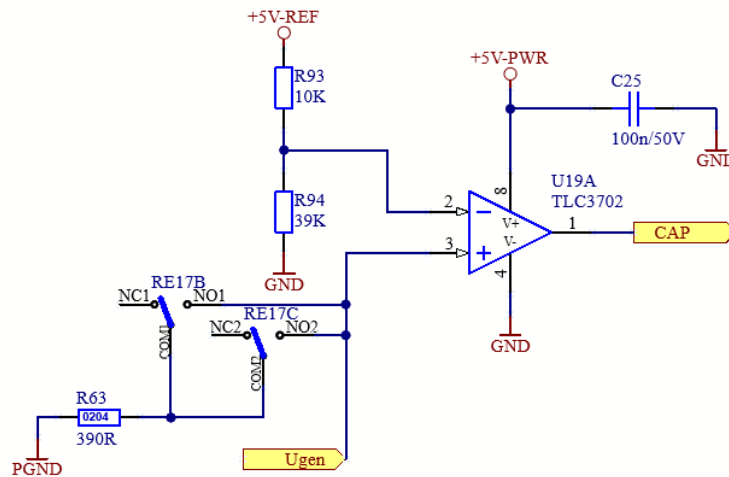 +5V-REF
R93
10K
+5V-PWR
C25
100n/50V
GND
R94
39K
GND
U19A
TLC3702
8
2
V+
1
CAP
3
V-
4
GND
RE17B
NC1
NO1
COM1
RE17C
NC2
NO2
COM2
R63
0204
390R
PGND
Ugen